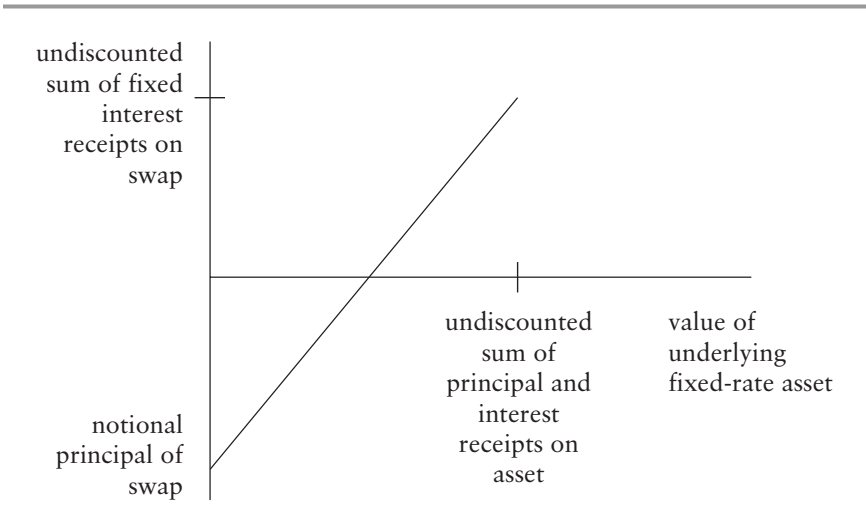 undiscounted
sum of fixed
interest
receipts on
swap
undiscounted
sum of
principal and
interest
receipts on
asset
value of
underlying
fixed-rate asset
notional
principal of
swap